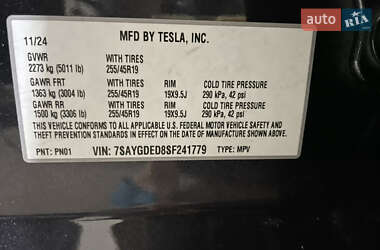 auto RIA.com
11/24 MFD BY TESLA, INC.
GVWR WITH TIRES
2273 kg (5011 lb) 255/45R19
GAWR FRT WITH TIRES RIM COLD TIRE PRESSURE
1363 kg (3004 lb) 255/45R19 19X9.5J 290 kPa, 42 psi
GAWR RR WITH TIRES RIM COLD TIRE PRESSURE
1500 kg (3306 lb) 255/45R19 19X9.5J 290 kPa, 42 psi
THIS VEHICLE CONFORMS TO ALL APPLICABLE
FEDERAL MOTOR VEHICLE SAFETY AND THEFT
PREVENTION STANDARDS IN EFFECT ON THE DATE
OF MANUFACTURE SHOWN ABOVE.
PNT: PN01 VIN: 7SAYGDED8SF241779
TYPE: MPV